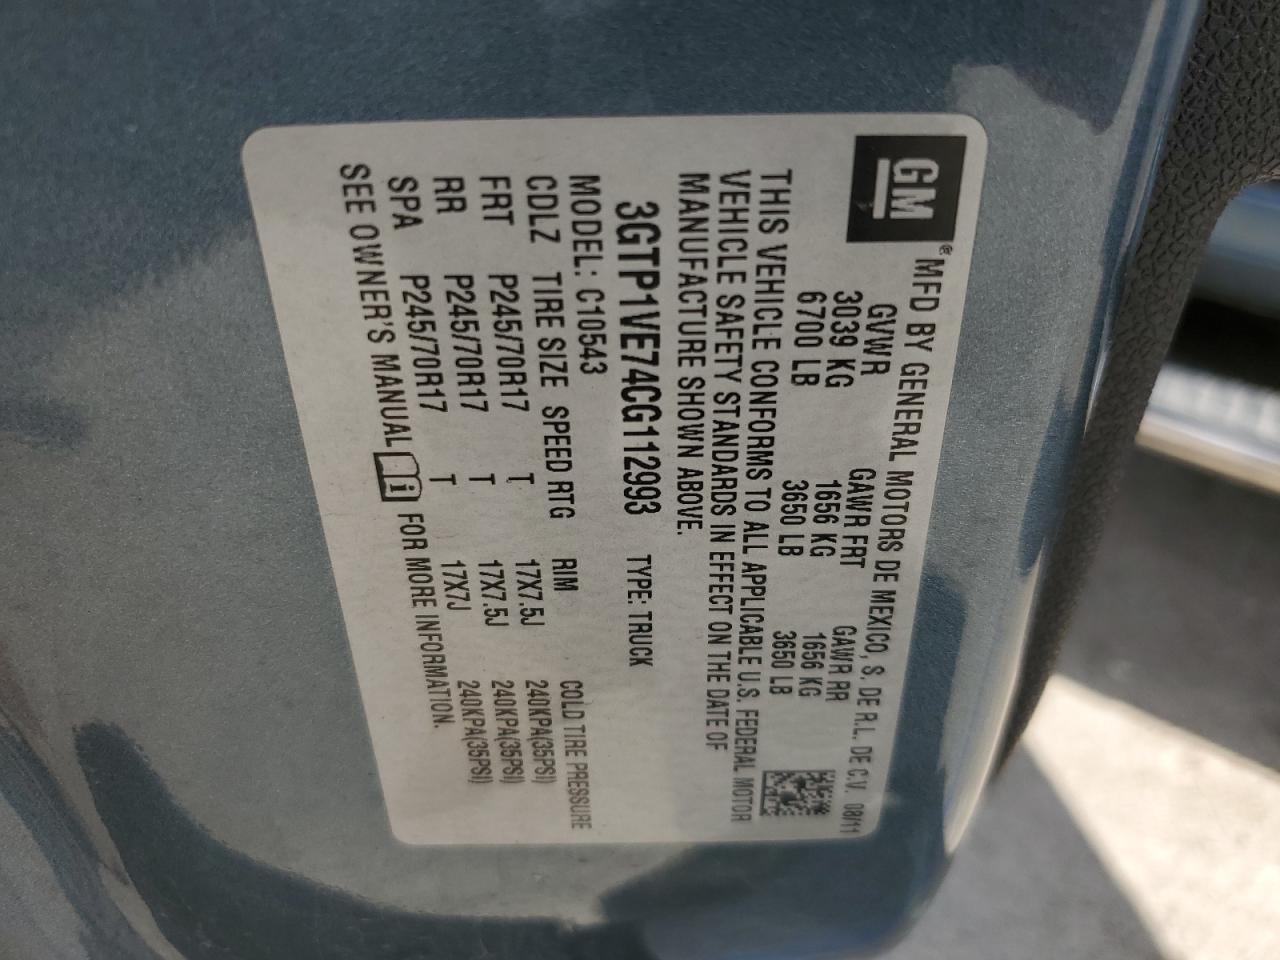 GM
® MFD BY GENERAL MOTORS DE MEXICO, S. DE R.L. DE C.V. 08/11
GVWR GAWR FRT GAWR RR
3039 KG 1656 KG 1656 KG
6700 LB 3650 LB 3650 LB
THIS VEHICLE CONFORMS TO ALL APPLICABLE U.S. FEDERAL MOTOR
VEHICLE SAFETY STANDARDS IN EFFECT ON THE DATE OF
MANUFACTURE SHOWN ABOVE.
3GTP1VE74CG112993 TYPE: TRUCK
MODEL: C10543
CDLZ TIRE SIZE SPEED RTG RIM COLD TIRE PRESSURE
FRT P245/70R17 T 17X7.5J 240KPA(35PSI)
RR P245/70R17 T 17X7.5J 240KPA(35PSI)
SPA P245/70R17 T 17X7J 240KPA(35PSI)
SEE OWNER'S MANUAL i FOR MORE INFORMATION.